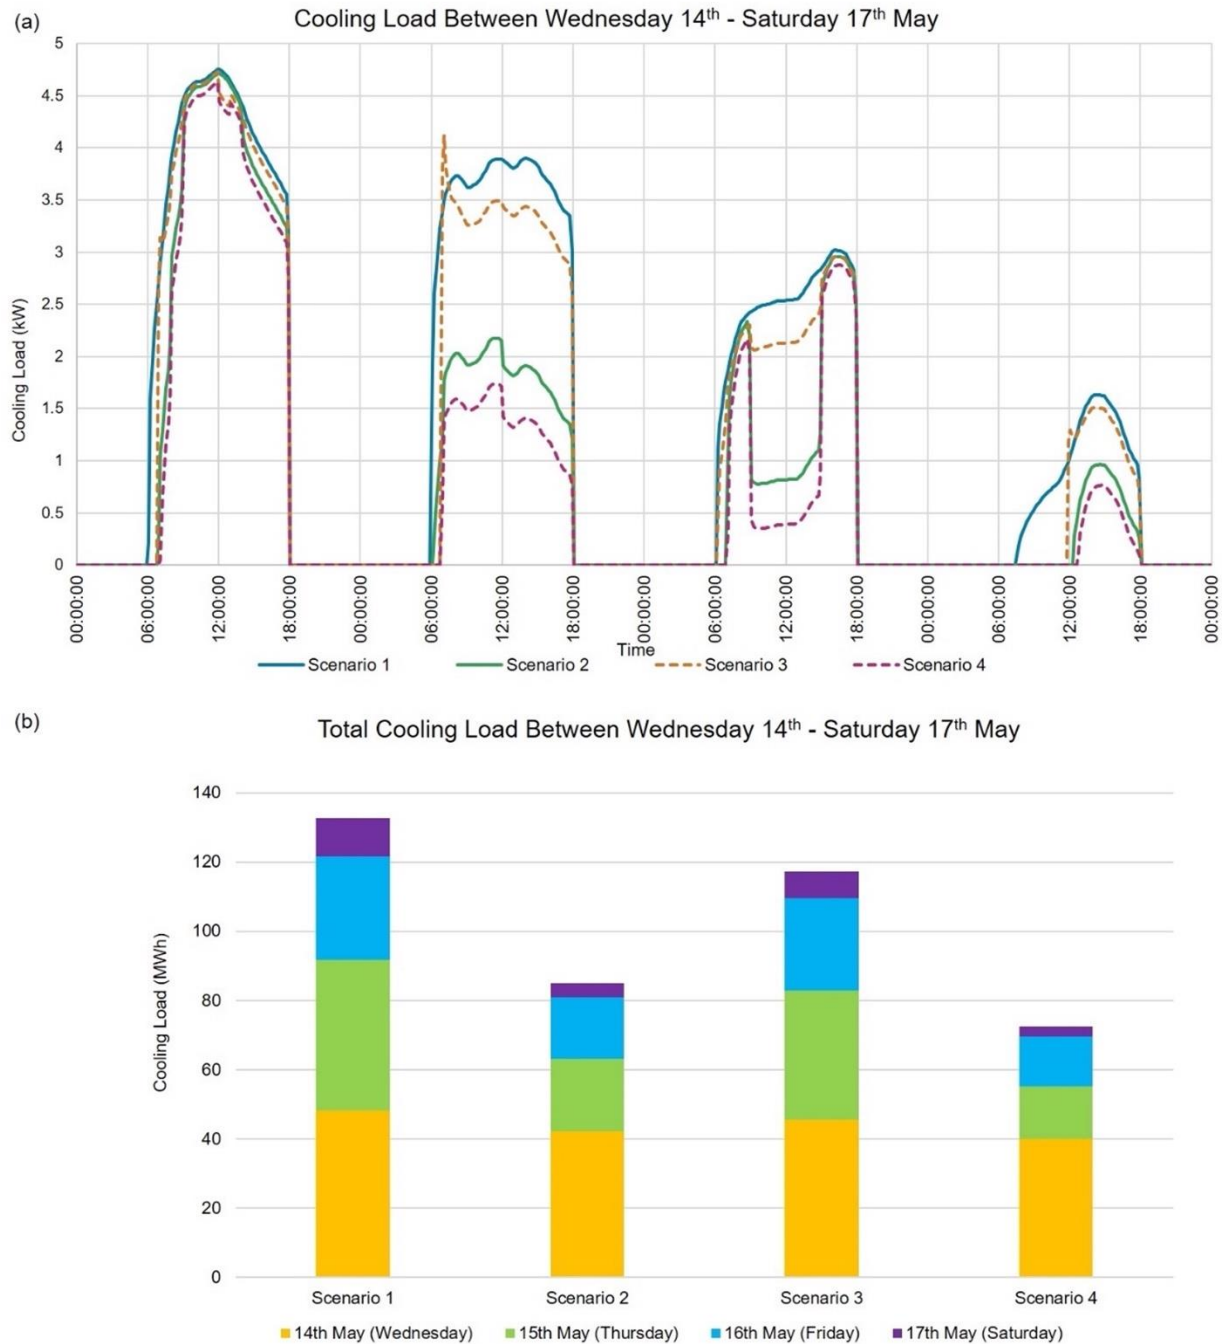 (a)
Cooling Load Between Wednesday 14th - Saturday 17th May
5
4.5
4
3.5
3
2.5
2
1.5
1
0.5
0
Cooling Load (kW)
00:00:00 06:00:00 12:00:00 18:00:00 00:00:00 06:00:00 12:00:00 18:00:00 00:00:00 06:00:00 12:00:00 18:00:00 00:00:00 06:00:00 12:00:00 18:00:00 00:00:00
Time
Scenario 1 Scenario 2 Scenario 3 Scenario 4
(b)
Total Cooling Load Between Wednesday 14th - Saturday 17th May
140
120
100
80
60
40
20
0
Cooling Load (MWh)
Scenario 1 Scenario 2 Scenario 3 Scenario 4
14th May (Wednesday) 15th May (Thursday) 16th May (Friday) 17th May (Saturday)